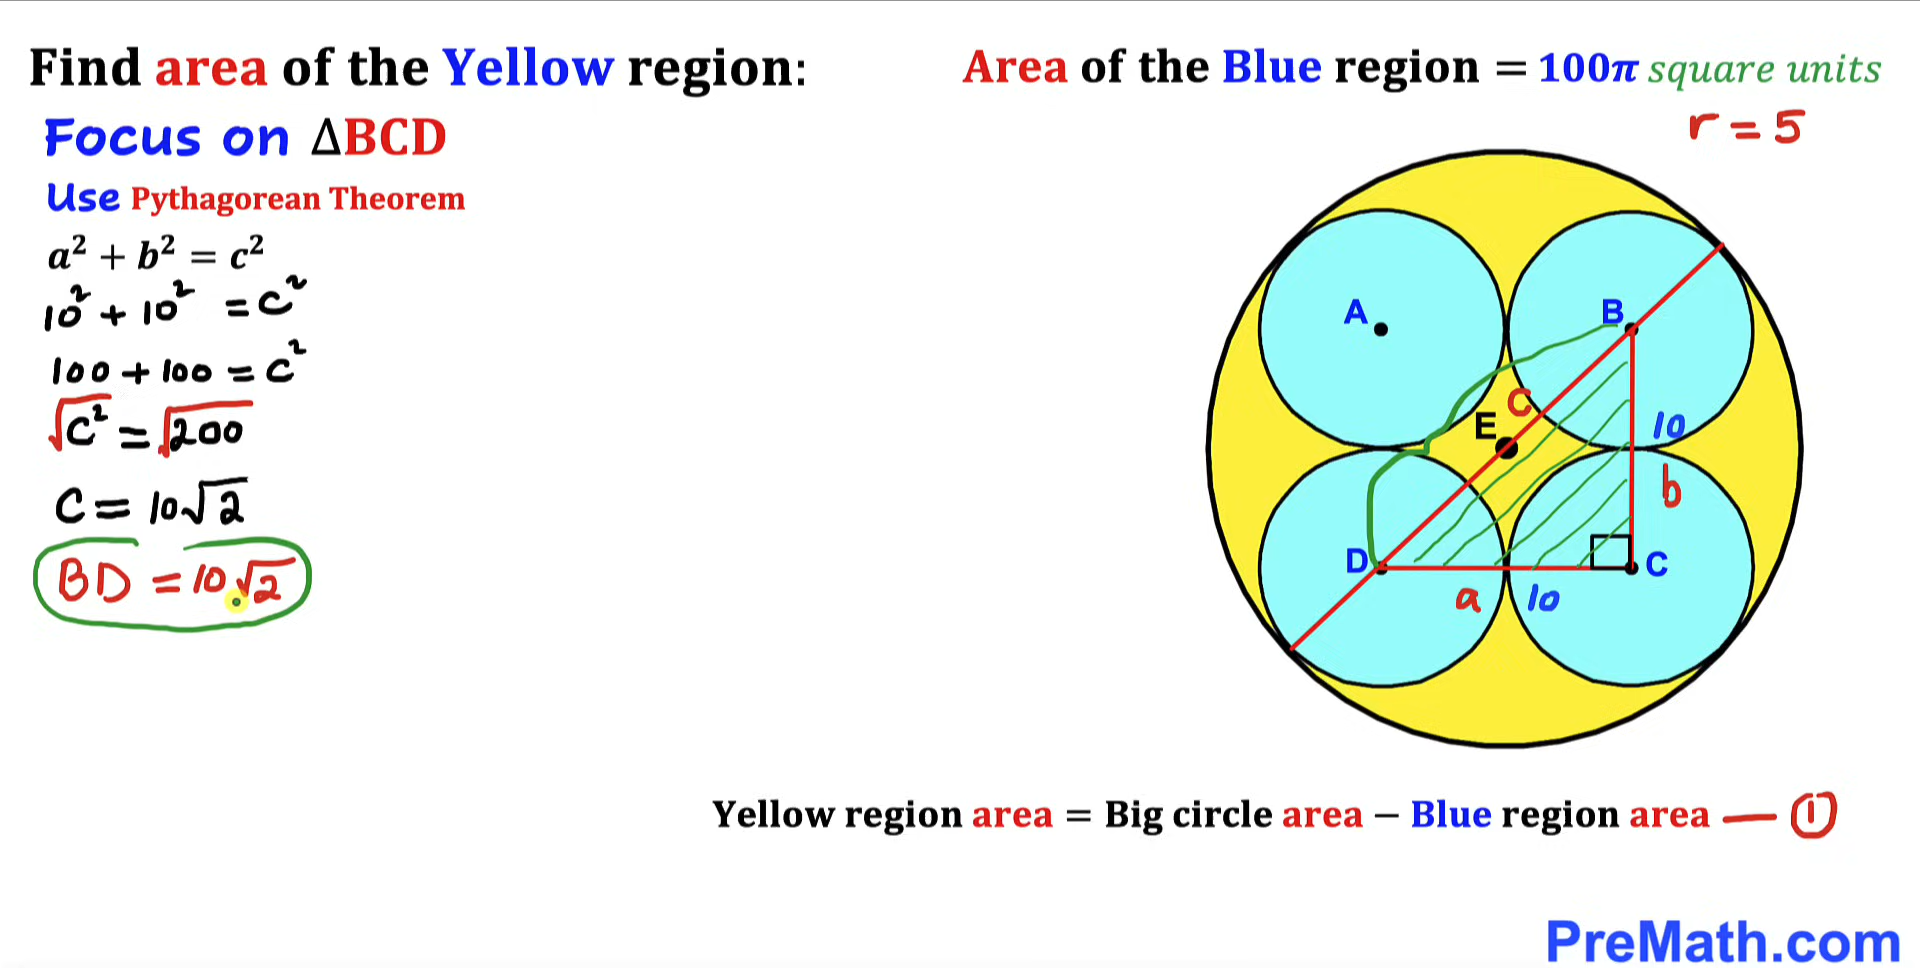 Find area of the Yellow region:
Area of the Blue region = 100π square units
r = 5
Focus on ΔBCD
Use Pythagorean Theorem
a² + b² = c²
10² + 10² = c²
100 + 100 = c²
√c² = √200
c = 10√2
BD = 10√2
A
B
E
C
10
b
D
C
a
10
Yellow region area = Big circle area − Blue region area — ①
PreMath.com